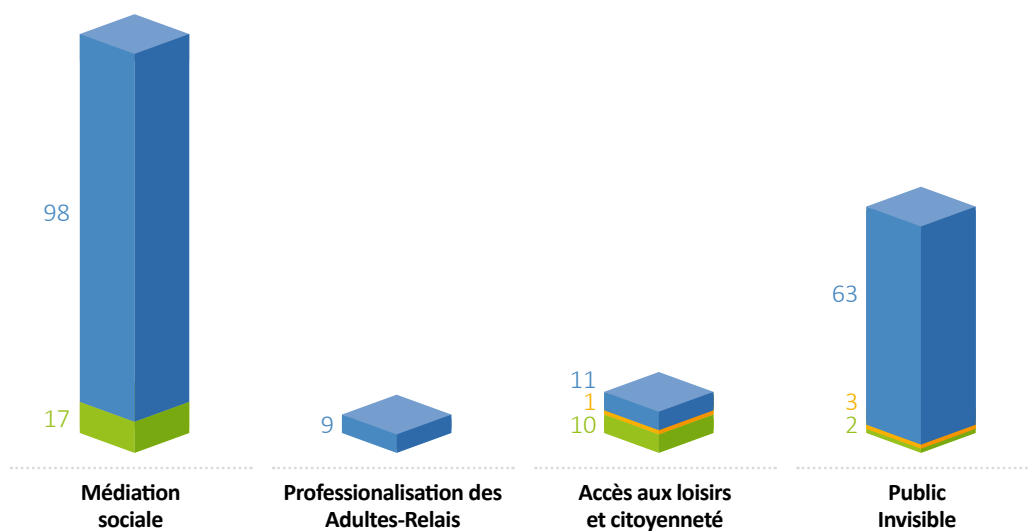 98
17
9
11
1
10
63
3
2
Médiation
sociale
Professionalisation des
Adultes-Relais
Accès aux loisirs
et citoyenneté
Public
Invisible